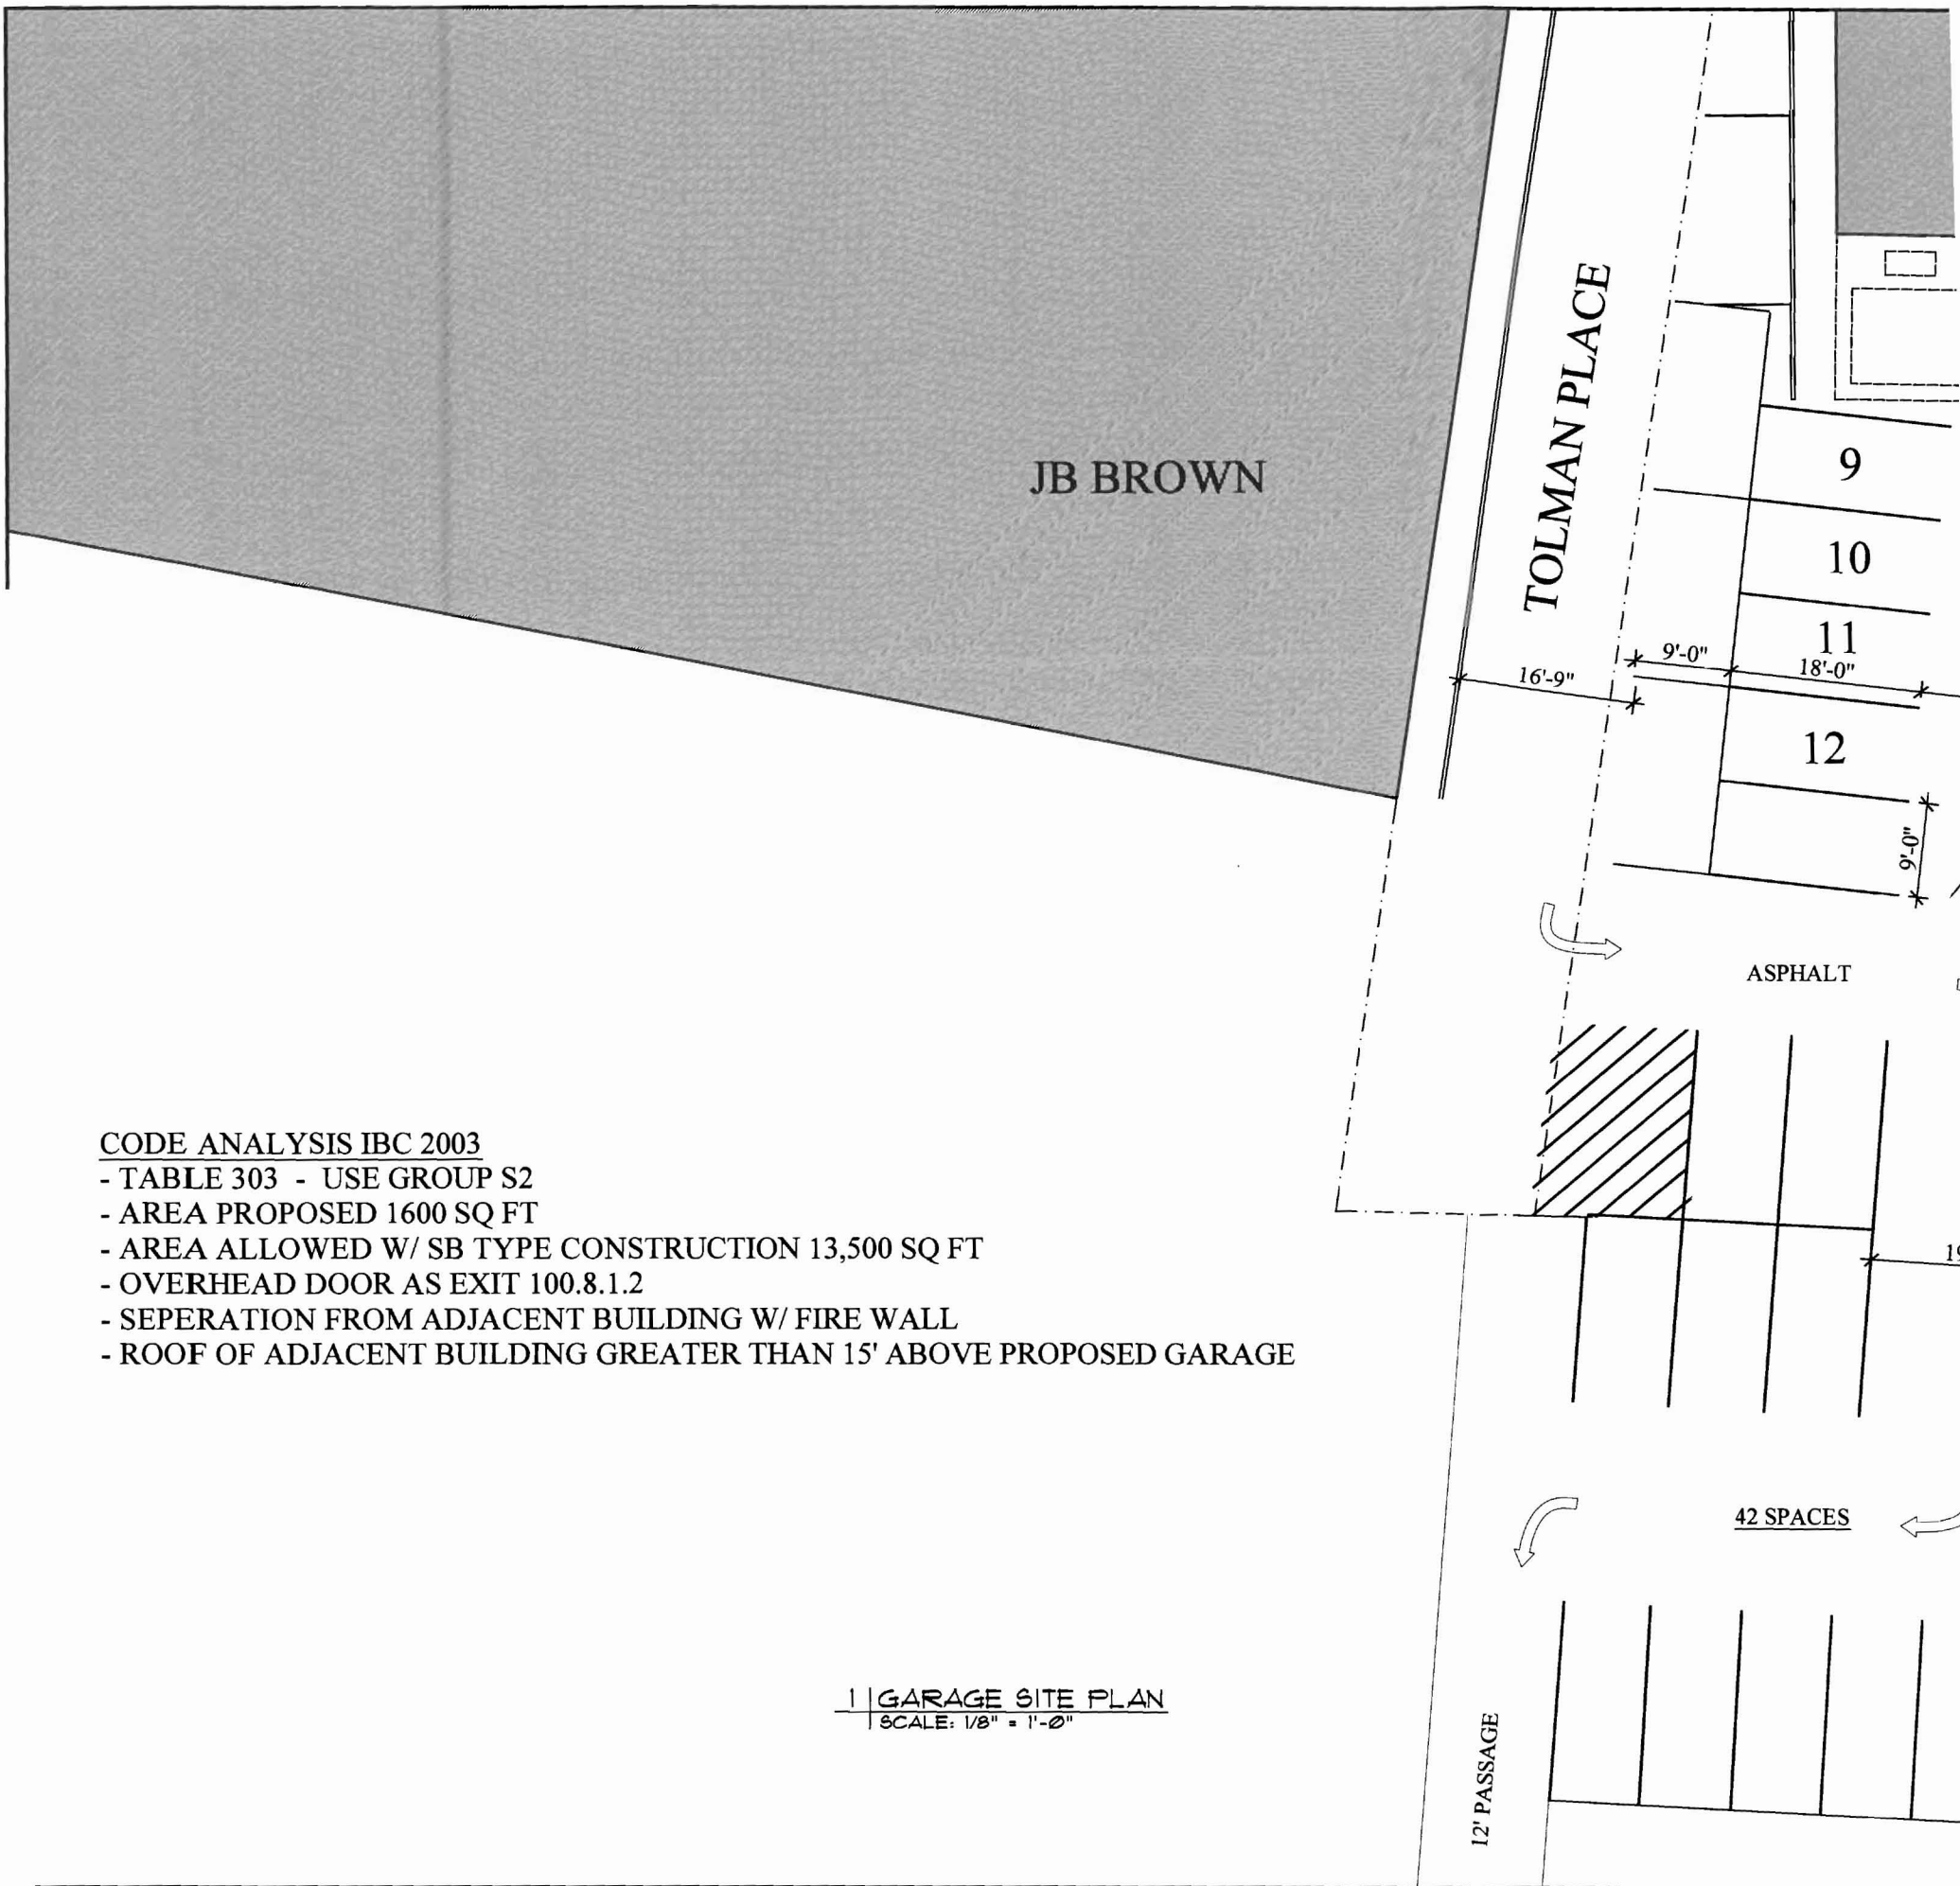 JB BROWN
TOLMAN PLACE
9
10
11
9'-0"
18'-0"
16'-9"
12
9'-0"
ASPHALT
CODE ANALYSIS IBC 2003
- TABLE 303 - USE GROUP S2
- AREA PROPOSED 1600 SQ FT
- AREA ALLOWED W/ SB TYPE CONSTRUCTION 13,500 SQ FT
- OVERHEAD DOOR AS EXIT 100.8.1.2
- SEPERATION FROM ADJACENT BUILDING W/ FIRE WALL
- ROOF OF ADJACENT BUILDING GREATER THAN 15' ABOVE PROPOSED GARAGE
42 SPACES
1 GARAGE SITE PLAN
SCALE: 1/8" = 1'-0"
12' PASSAGE